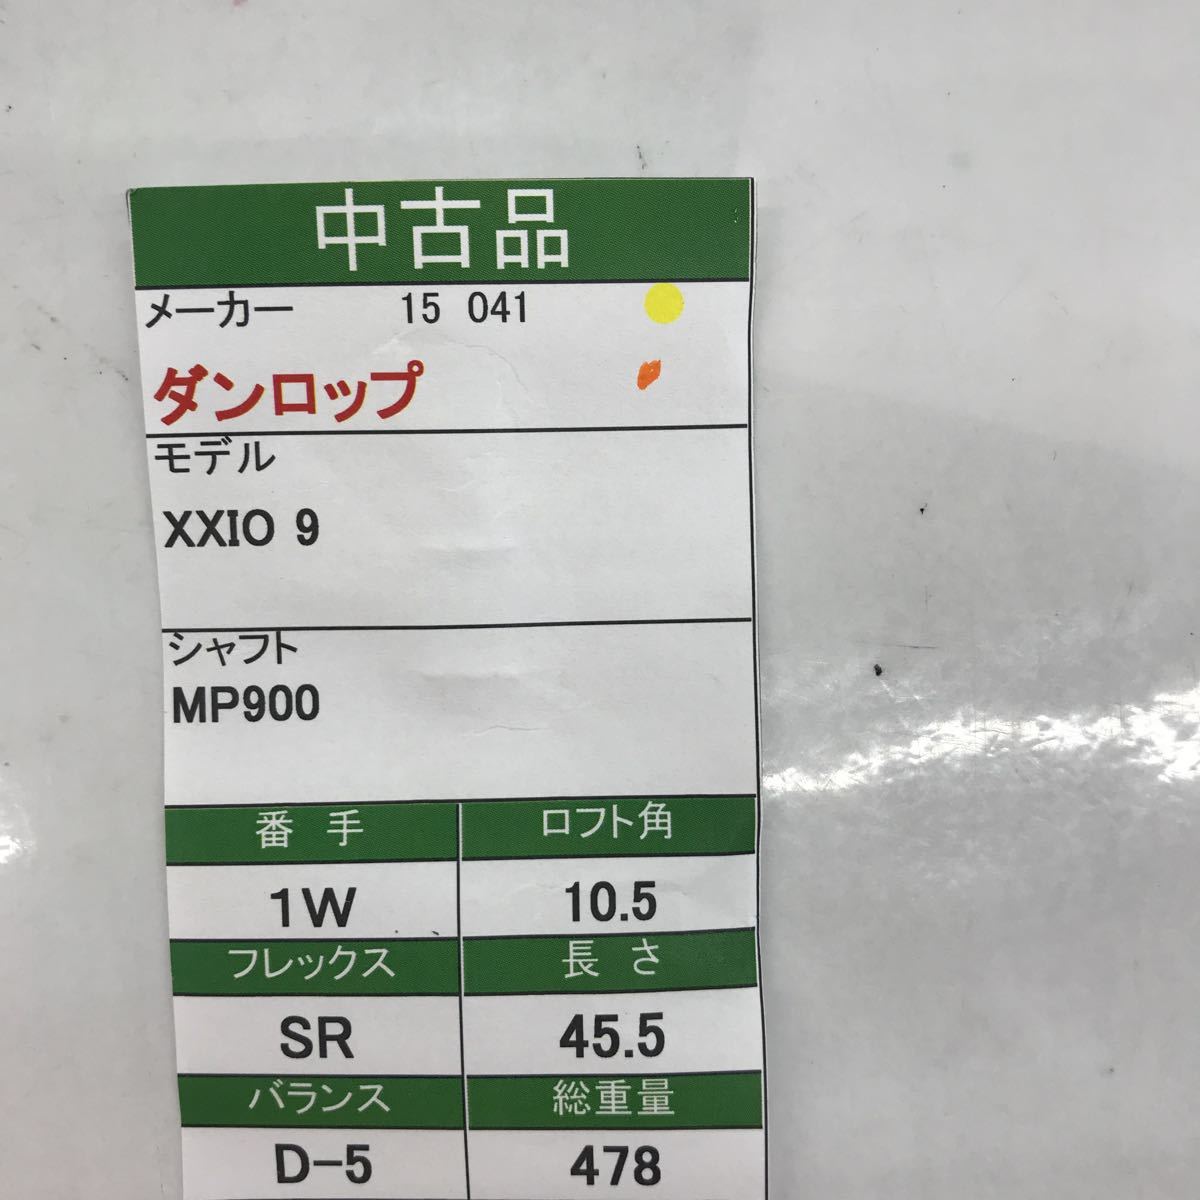 中古品
メーカー 15 041
ダンロップ
モデル
XXIO 9
シャフト
MP900
番手 ロフト角
1W 10.5
フレックス 長さ
SR 45.5
バランス 総重量
D-5 478